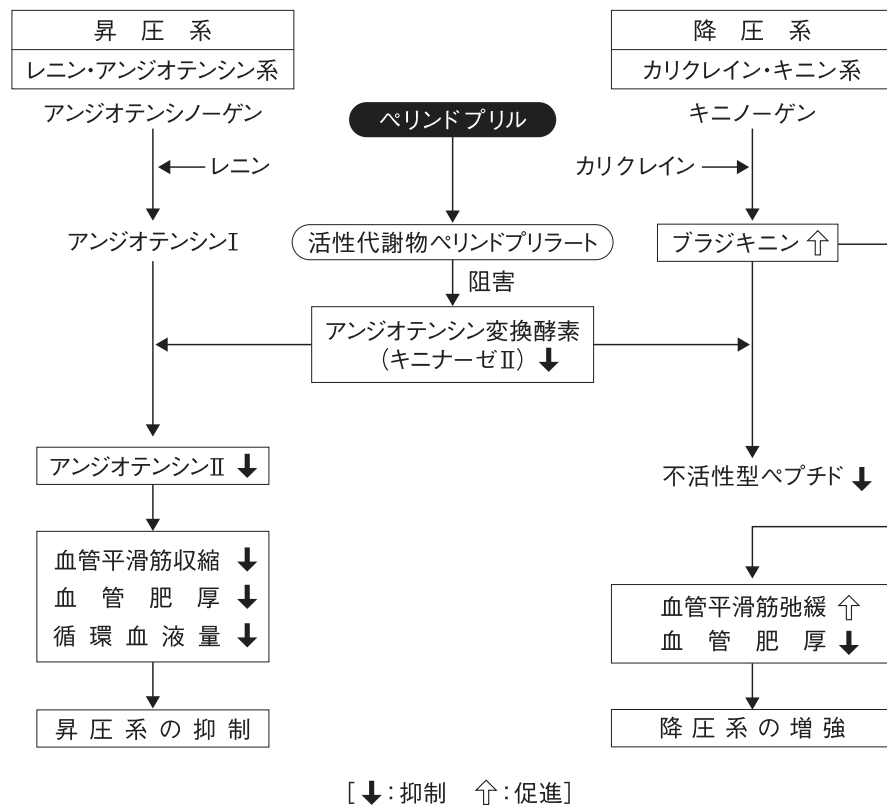 昇圧系
レニン・アンジオテンシン系
アンジオテンシノーゲン
レニン
アンジオテンシンⅠ
ペリンドプリル
活性代謝物ペリンドプリラート
阻害
アンジオテンシン変換酵素
（キニナーゼⅡ）⬇
降圧系
カリクレイン・キニン系
キニノーゲン
カリクレイン
ブラジキニン⇧
アンジオテンシンⅡ⬇
血管平滑筋収縮⬇
血管肥厚⬇
循環血液量⬇
昇圧系の抑制
不活性型ペプチド⬇
血管平滑筋弛緩⇧
血管肥厚⬇
降圧系の増強
[⬇：抑制 ⇧：促進]